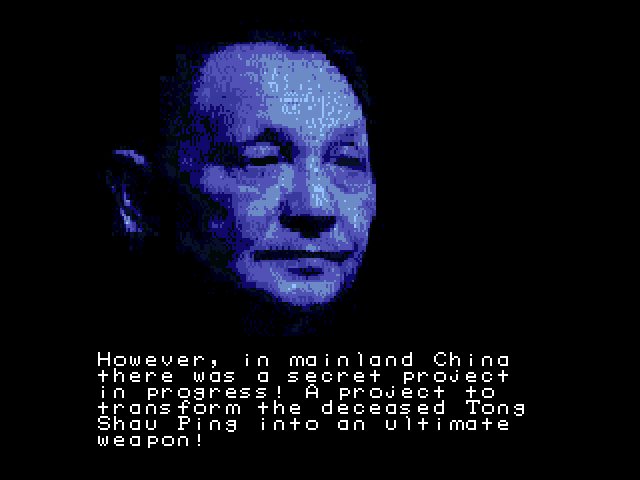 However, in mainland China
there was a secret project
in progress! A project to
transform the deceased Tong
Shau Ping into an ultimate
weapon!